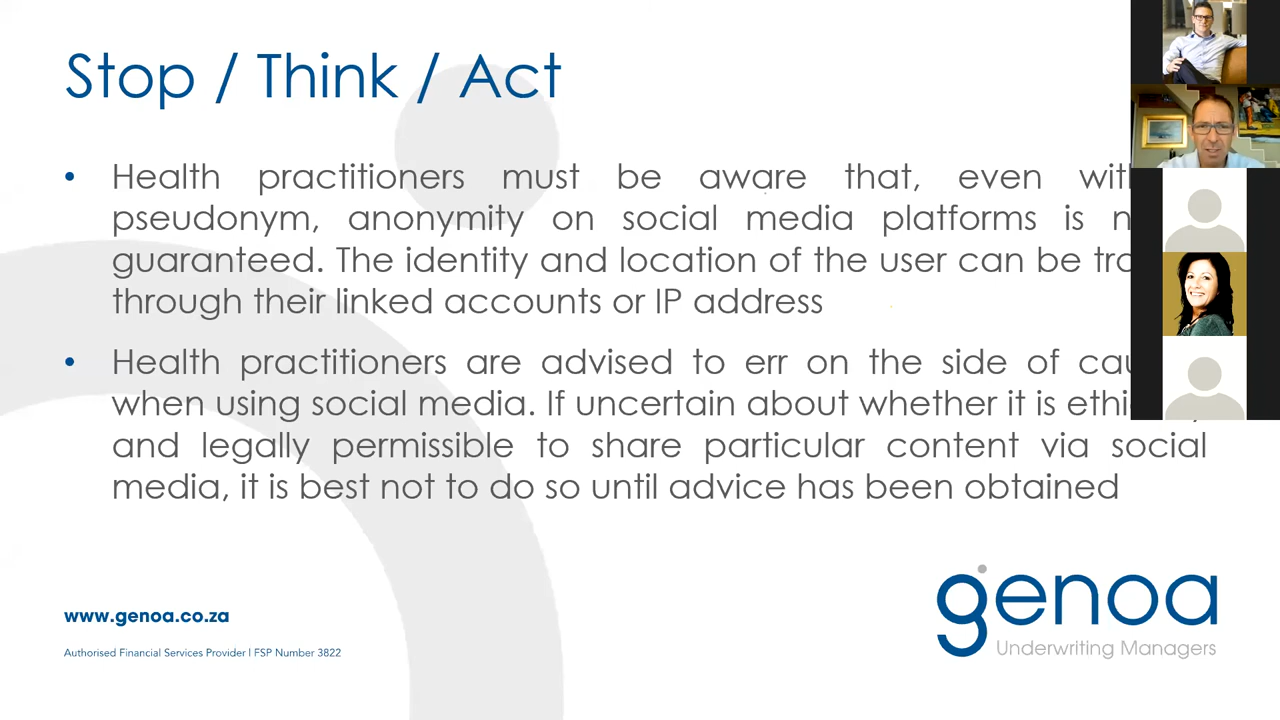 Stop / Think / Act
• Health practitioners must be aware that, even
pseudonym, anonymity on social media platforms is
guaranteed. The identity and location of the user can be
through their linked accounts or IP address
• Health practitioners are advised to err on the side of
when using social media. If uncertain about whether it is
and legally permissible to share particular content via social
media, it is best not to do so until advice has been obtained
www.genoa.co.za
Authorised Financial Services Provider | FSP Number 3822
genoa
Underwriting Managers